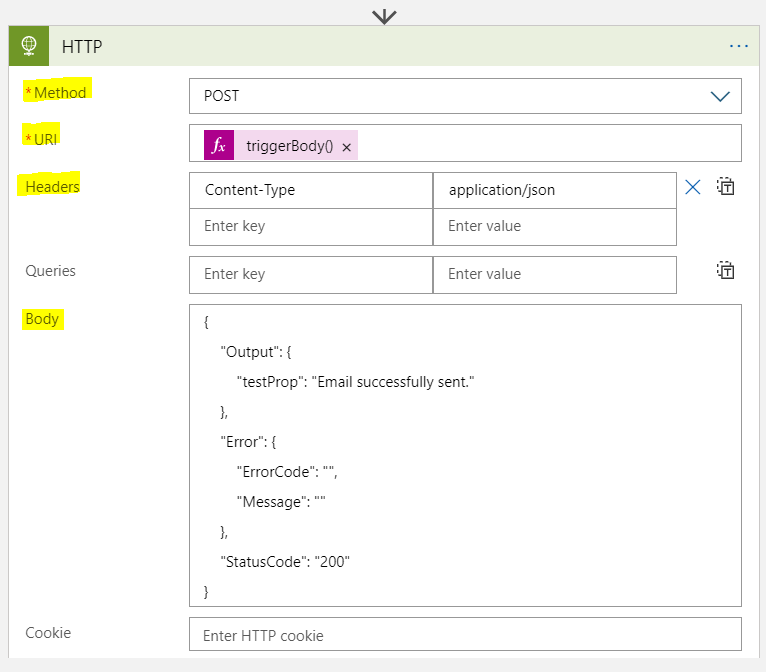 HTTP
...
* Method POST
* URI fx triggerBody() ×
Headers Content-Type application/json
Enter key Enter value
Queries Enter key Enter value
Body {
"Output": {
"testProp": "Email successfully sent."
},
"Error": {
"ErrorCode": "",
"Message": ""
},
"StatusCode": "200"
}
Cookie Enter HTTP cookie